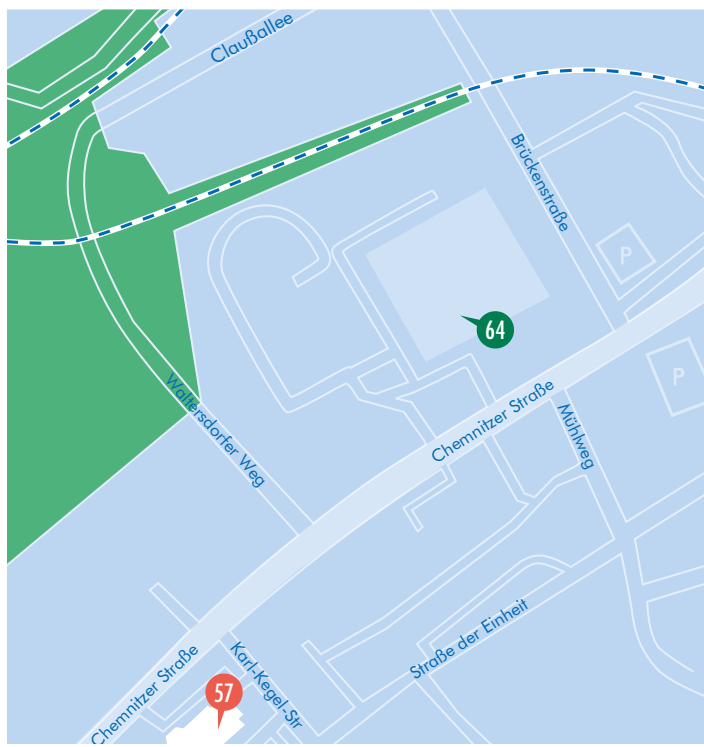 Claußallee
Brückenstraße
P
64
P
Waltersdorfer Weg
Chemnitzer Straße
Mühlweg
Straße der Einheit
Chemnitzer Straße
Karl-Kegel-Str
57